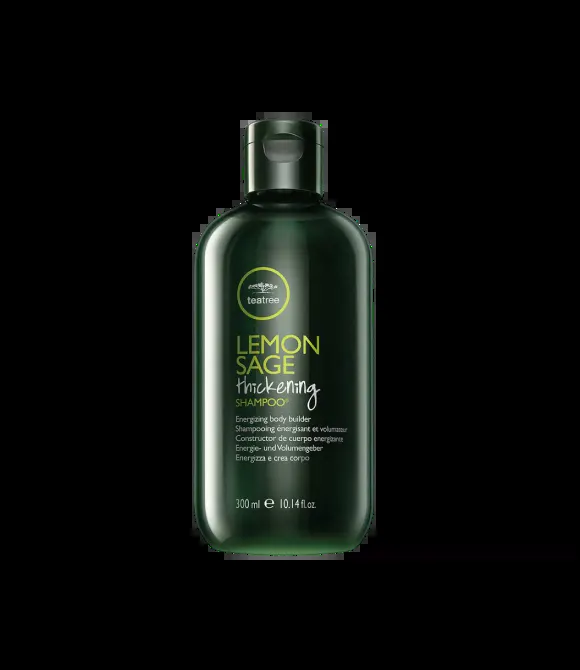 teatree
LEMON
SAGE
thickening
SHAMPOO®
Energizing body builder
Shampooing énergisant et volumateur
Constructor de cuerpo energizante
Energie- und Volumengeber
Energizza e crea corpo
300 ml ℮ 10.14 fl.oz.